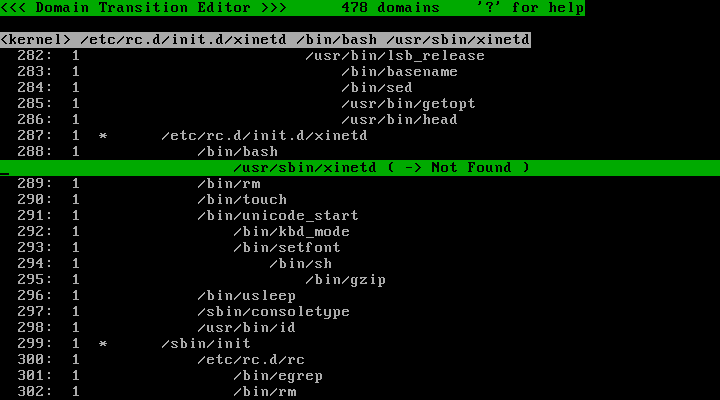 <<< Domain Transition Editor >>>      478 domains    '?' for help
<kernel> /etc/rc.d/init.d/xinetd /bin/bash /usr/sbin/xinetd
282:  1                         /usr/bin/lsb_release
283:  1                             /bin/basename
284:  1                             /bin/sed
285:  1                             /usr/bin/getopt
286:  1                             /usr/bin/head
287:  1  *      /etc/rc.d/init.d/xinetd
288:  1             /bin/bash
_                         /usr/sbin/xinetd ( -> Not Found )
289:  1             /bin/rm
290:  1             /bin/touch
291:  1             /bin/unicode_start
292:  1                 /bin/kbd_mode
293:  1                 /bin/setfont
294:  1                     /bin/sh
295:  1                         /bin/gzip
296:  1             /bin/usleep
297:  1             /sbin/consoletype
298:  1             /usr/bin/id
299:  1  *      /sbin/init
300:  1             /etc/rc.d/rc
301:  1                 /bin/egrep
302:  1                 /bin/rm